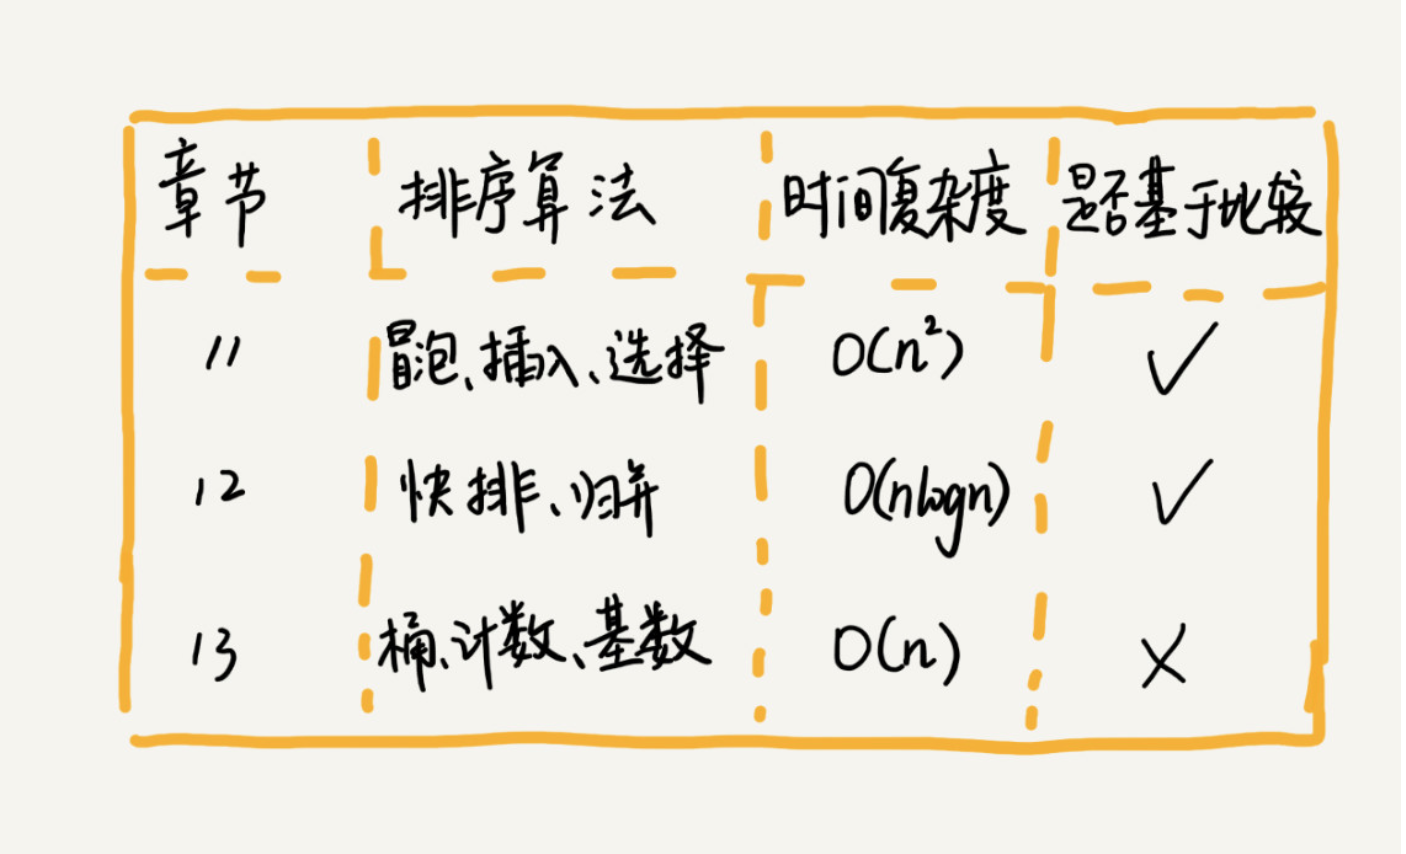 章节 排序算法 时间复杂度 是否基于比较
11 冒泡、插入、选择 O(n²) ✓
12 快排、归并 O(nlogn) ✓
13 桶、计数、基数 O(n) ×